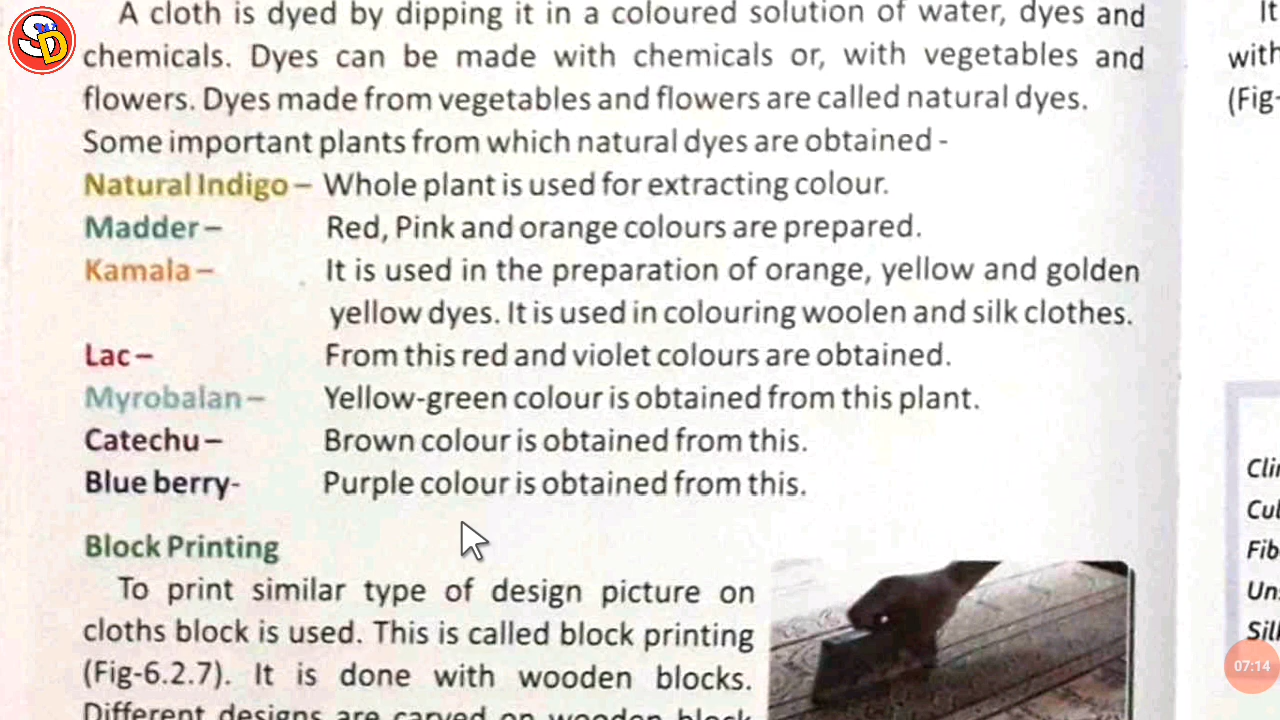 SD
A cloth is dyed by dipping it in a coloured solution of water, dyes and
chemicals. Dyes can be made with chemicals or, with vegetables and
flowers. Dyes made from vegetables and flowers are called natural dyes.
Some important plants from which natural dyes are obtained -
Natural Indigo – Whole plant is used for extracting colour.
Madder – Red, Pink and orange colours are prepared.
Kamala – It is used in the preparation of orange, yellow and golden
yellow dyes. It is used in colouring woolen and silk clothes.
Lac – From this red and violet colours are obtained.
Myrobalan – Yellow-green colour is obtained from this plant.
Catechu – Brown colour is obtained from this.
Blue berry- Purple colour is obtained from this.
Block Printing
To print similar type of design picture on
cloths block is used. This is called block printing
(Fig-6.2.7). It is done with wooden blocks.
Different designs are carved on wooden block
It
with
(Fig-
Cli
Cul
Fib
Uns
Sill
07:14